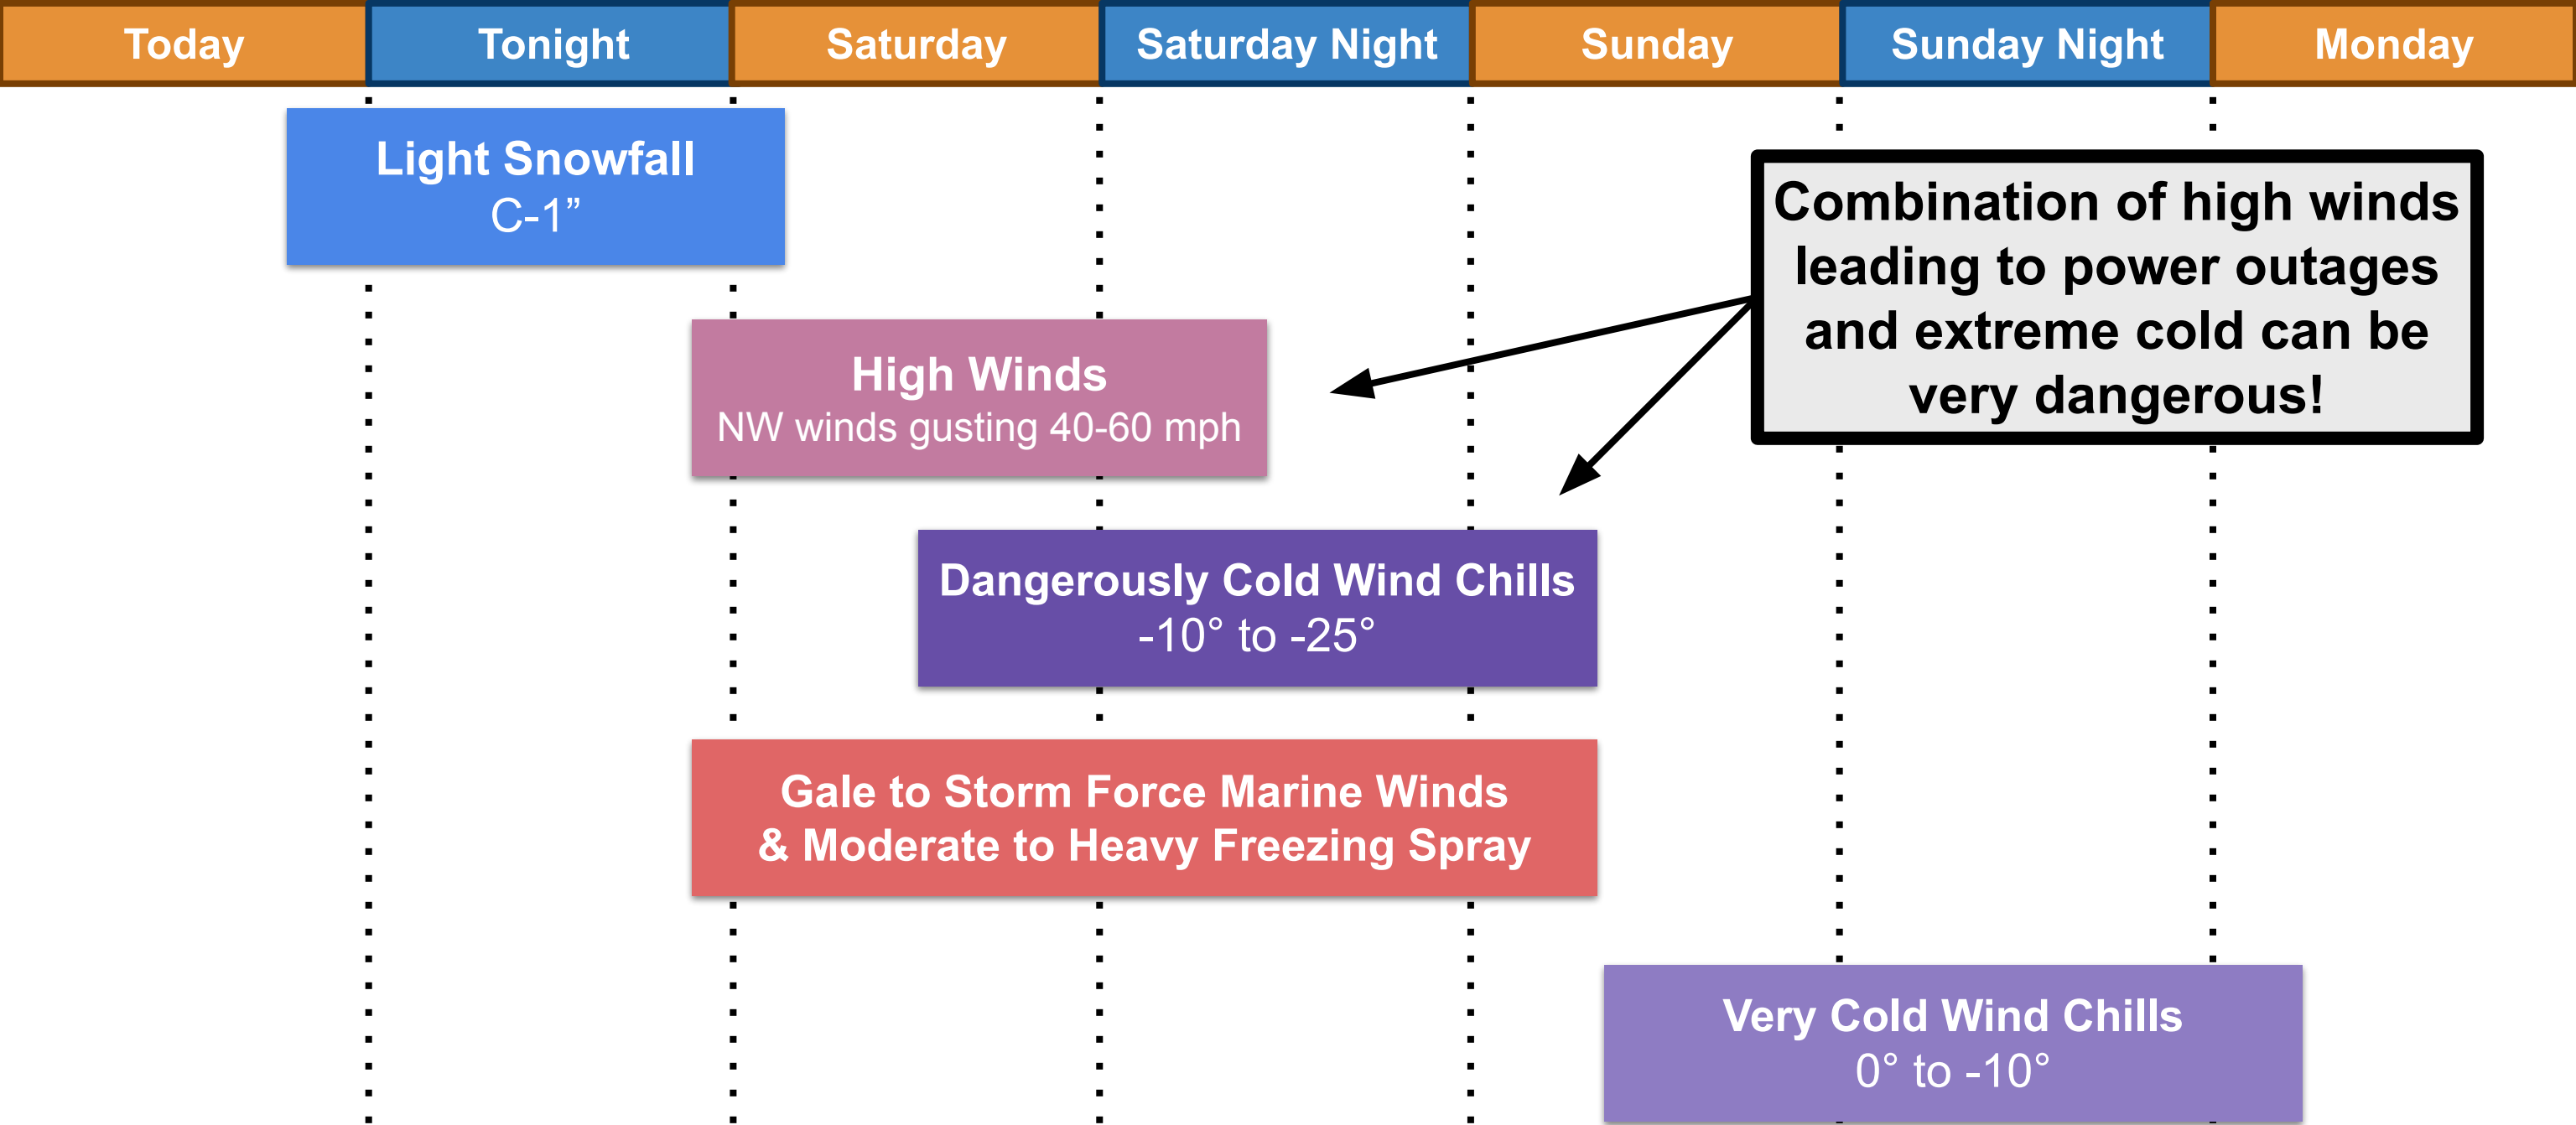 Today
Tonight
Saturday
Saturday Night
Sunday
Sunday Night
Monday
Light Snowfall
C-1”
Combination of high winds
leading to power outages
and extreme cold can be
very dangerous!
High Winds
NW winds gusting 40-60 mph
Dangerously Cold Wind Chills
-10° to -25°
Gale to Storm Force Marine Winds
& Moderate to Heavy Freezing Spray
Very Cold Wind Chills
0° to -10°